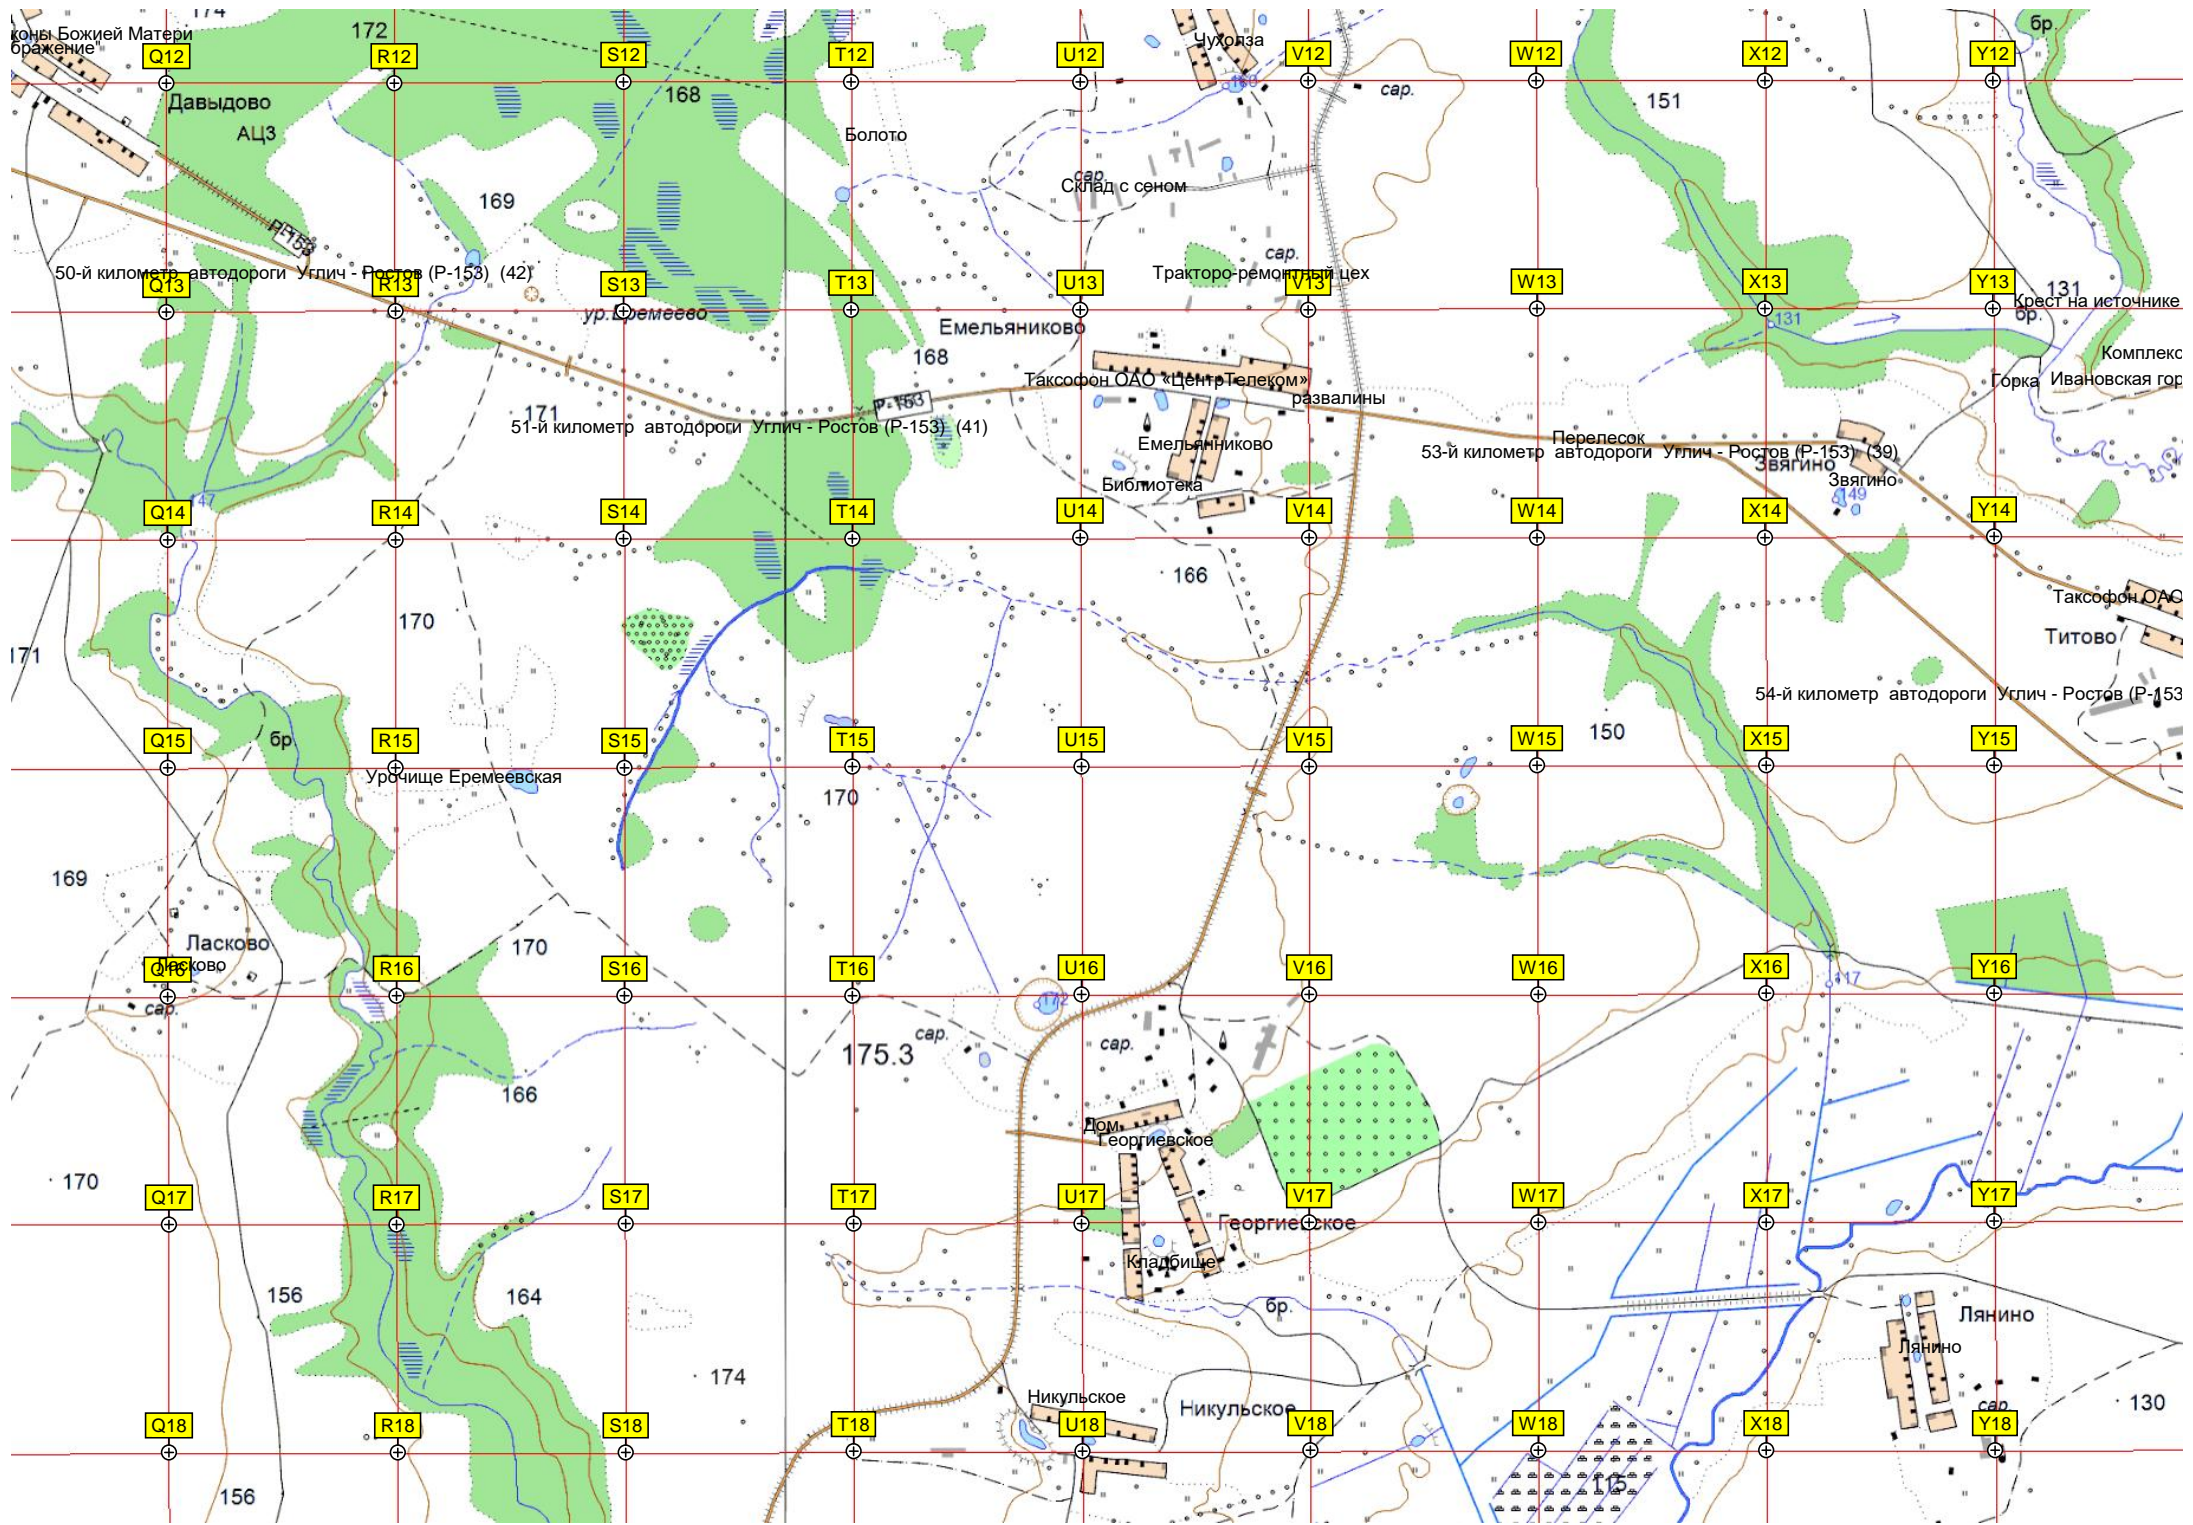 174
172
бр.
коны Божией Матери
бражение"
Чухолза
Q12
R12
S12
T12
U12
V12
W12
X12
Y12
Давыдово
168
160
сар.
151
АЦЗ
Болото
169
сар.
Склад с сеном
Р-153
сар.
50-й километр автодороги Углич - Ростов (Р-153) (42)
Тракторо-ремонтный цех
131
Q13
R13
S13
T13
U13
V13
W13
X13
Y13
Крест на источнике
ур.Еремеево
бр.
131
Емельяниково
168
Комплекс
Таксофон ОАО «ЦентрТелеком»
Горка
Ивановская гор
развалины
Р-153
171
51-й километр автодороги Углич - Ростов (Р-153) (41)
Емельянниково
Перелесок
53-й километр автодороги Углич - Ростов (Р-153) (39)
Звягино
Звягино
Библиотека
149
147
Q14
R14
S14
T14
U14
V14
W14
X14
Y14
166
Таксофон ОАО
170
Титово
171
54-й километр автодороги Углич - Ростов (Р-153
150
бр.
Q15
R15
S15
T15
U15
V15
W15
X15
Y15
Урочище Еремеевская
170
169
Ласково
170
Ласково
Q16
R16
S16
T16
U16
V16
W16
X16
Y16
117
172
сар.
сар.
сар.
175.3
166
Дом
Георгиевское
170
Q17
R17
S17
T17
U17
V17
W17
X17
Y17
Георгиевское
Кладбище
156
164
бр.
Лянино
Лянино
174
Никульское
Никульское
сар.
130
Q18
R18
S18
T18
U18
V18
W18
X18
Y18
156
115